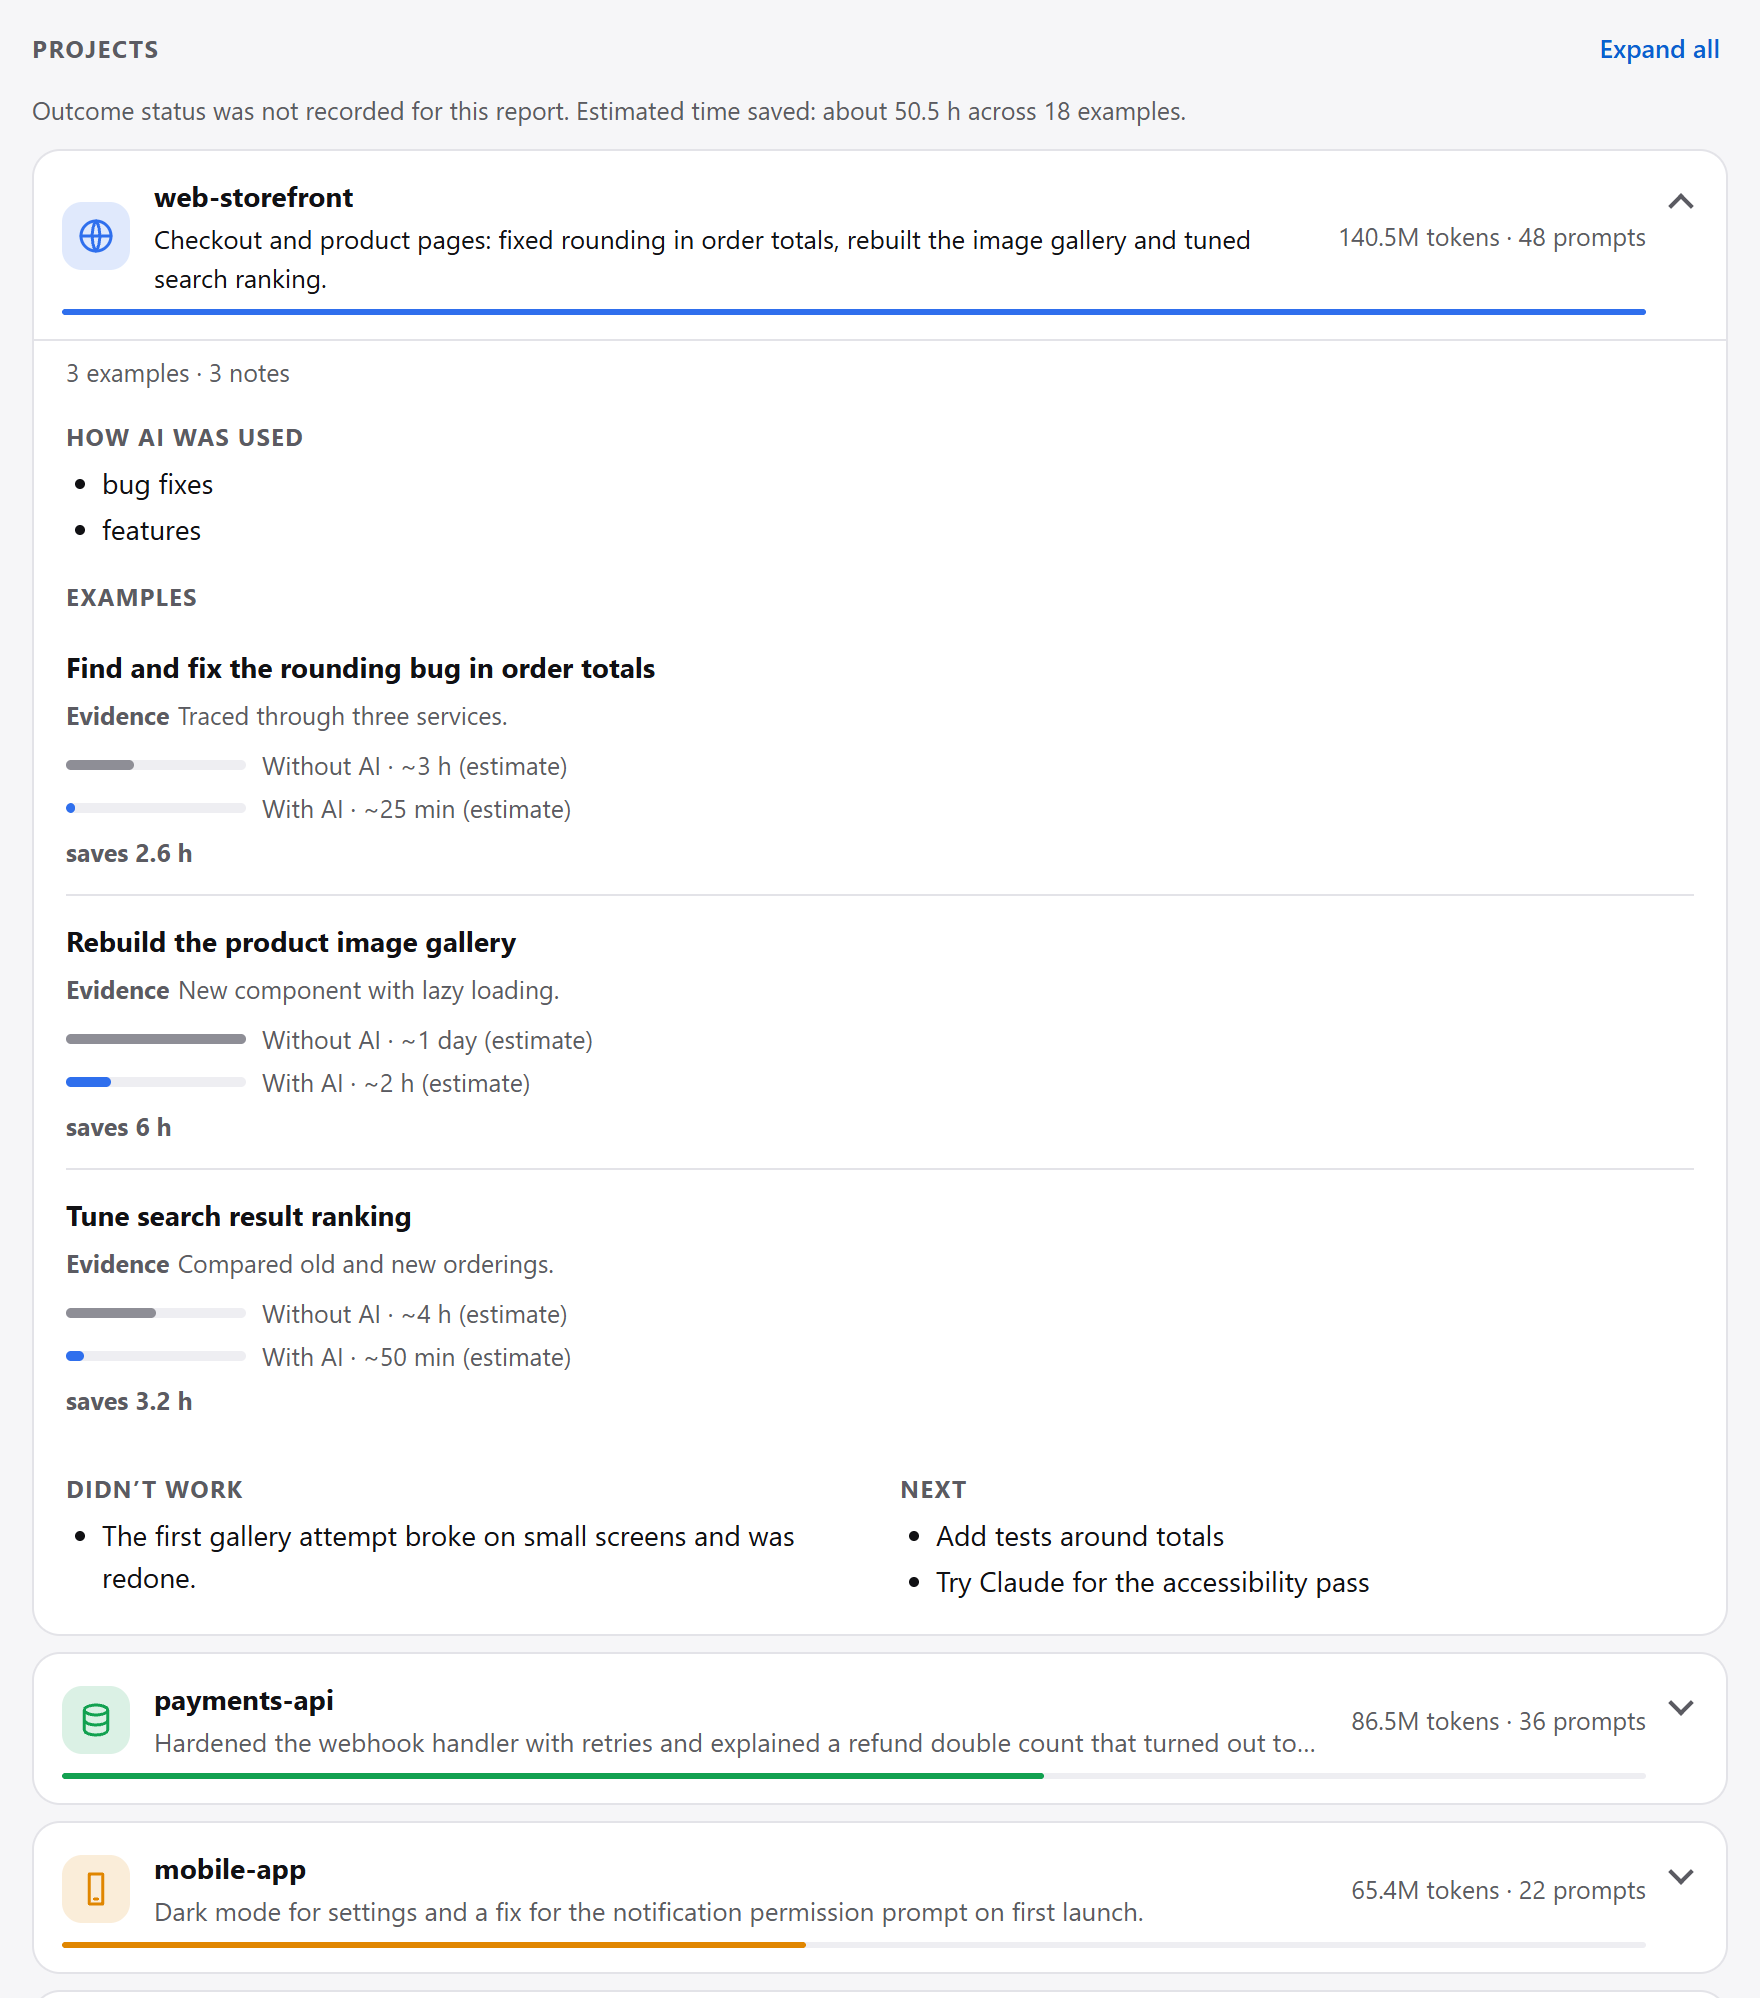 PROJECTS
Expand all
Outcome status was not recorded for this report. Estimated time saved: about 50.5 h across 18 examples.
web-storefront
Checkout and product pages: fixed rounding in order totals, rebuilt the image gallery and tuned
search ranking.
140.5M tokens · 48 prompts
3 examples · 3 notes
HOW AI WAS USED
• bug fixes
• features
EXAMPLES
Find and fix the rounding bug in order totals
Evidence Traced through three services.
Without AI · ~3 h (estimate)
With AI · ~25 min (estimate)
saves 2.6 h
Rebuild the product image gallery
Evidence New component with lazy loading.
Without AI · ~1 day (estimate)
With AI · ~2 h (estimate)
saves 6 h
Tune search result ranking
Evidence Compared old and new orderings.
Without AI · ~4 h (estimate)
With AI · ~50 min (estimate)
saves 3.2 h
DIDN’T WORK
• The first gallery attempt broke on small screens and was
redone.
NEXT
• Add tests around totals
• Try Claude for the accessibility pass
payments-api
Hardened the webhook handler with retries and explained a refund double count that turned out to…
86.5M tokens · 36 prompts
mobile-app
Dark mode for settings and a fix for the notification permission prompt on first launch.
65.4M tokens · 22 prompts